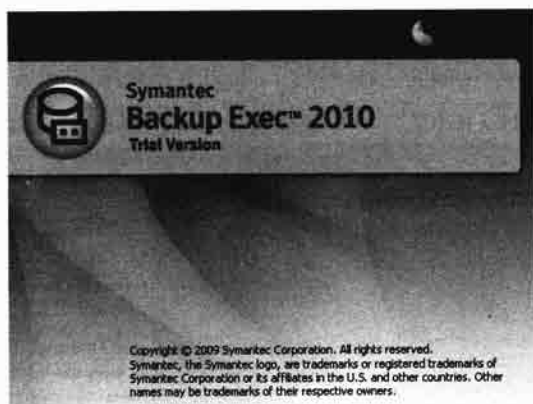 Symantec
Backup Exec™ 2010
Trial Version
Copyright © 2009 Symantec Corporation. All rights reserved.
Symantec, the Symantec logo, are trademarks or registered trademarks of
Symantec Corporation or its affiliates in the U.S. and other countries. Other
names may be trademarks of their respective owners.